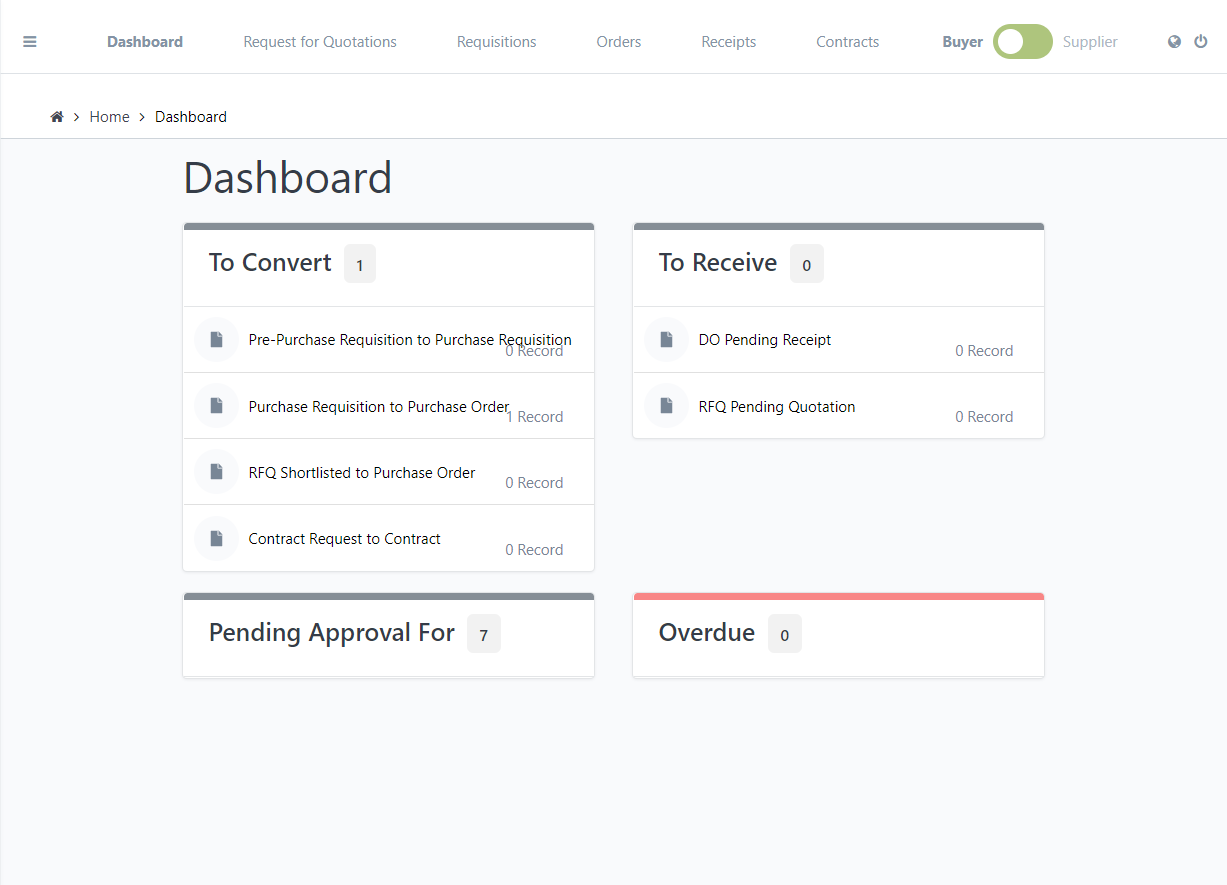 Dashboard Request for Quotations Requisitions Orders Receipts Contracts Buyer Supplier
Home Dashboard
Dashboard
To Convert 1
Pre-Purchase Requisition to Purchase Requisition
0 Record
Purchase Requisition to Purchase Order
1 Record
RFQ Shortlisted to Purchase Order
0 Record
Contract Request to Contract
0 Record
To Receive 0
DO Pending Receipt
0 Record
RFQ Pending Quotation
0 Record
Pending Approval For 7
Overdue 0